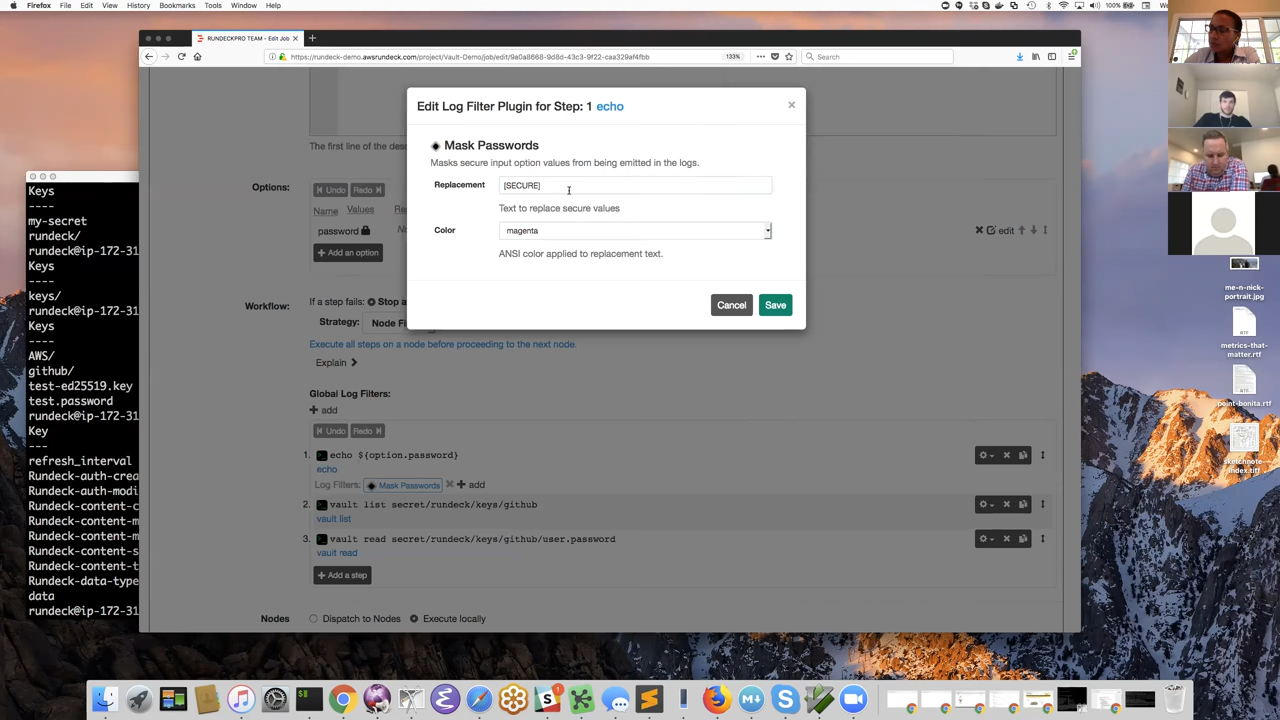 Firefox File Edit View History Bookmarks Tools Window Help
100%
RUNDECKPRO TEAM - Edit Job
https://rundeck-demo.awsrundeck.com/project/Vault-Demo/job/edit/9a0a8668-9d8d-43c3-9f22-caa329af4fbb
133%
Search
Keys
----
my-secret
rundeck/
rundeck@ip-172-31
Keys
----
keys/
rundeck@ip-172-31
Keys
----
AWS/
github/
test-ed25519.key
test.password
rundeck@ip-172-31
Key
---
refresh_interval
Rundeck-auth-crea
Rundeck-auth-modi
Rundeck-content-c
Rundeck-content-m
Rundeck-content-s
Rundeck-content-t
Rundeck-data-type
data
rundeck@ip-172-31
The first line of the des
Options:
Undo Redo
Name Values
password
Add an option
edit
Workflow:
If a step fails: Stop a
Strategy: Node Fi
Execute all steps on a node before proceeding to the next node.
Explain
Global Log Filters:
add
Undo Redo
1. echo ${option.password}
echo
Log Filters: Mask Passwords add
2. vault list secret/rundeck/keys/github
vault list
3. vault read secret/rundeck/keys/github/user.password
vault read
Add a step
Nodes Dispatch to Nodes Execute locally
Edit Log Filter Plugin for Step: 1 echo
Mask Passwords
Masks secure input option values from being emitted in the logs.
Replacement [SECURE]
Text to replace secure values
Color magenta
ANSI color applied to replacement text.
Cancel Save
me-n-nick-
portrait.jpg
metrics-that-
matter.rtf
point-bonita.rtf
sketchnote-
index.tiff